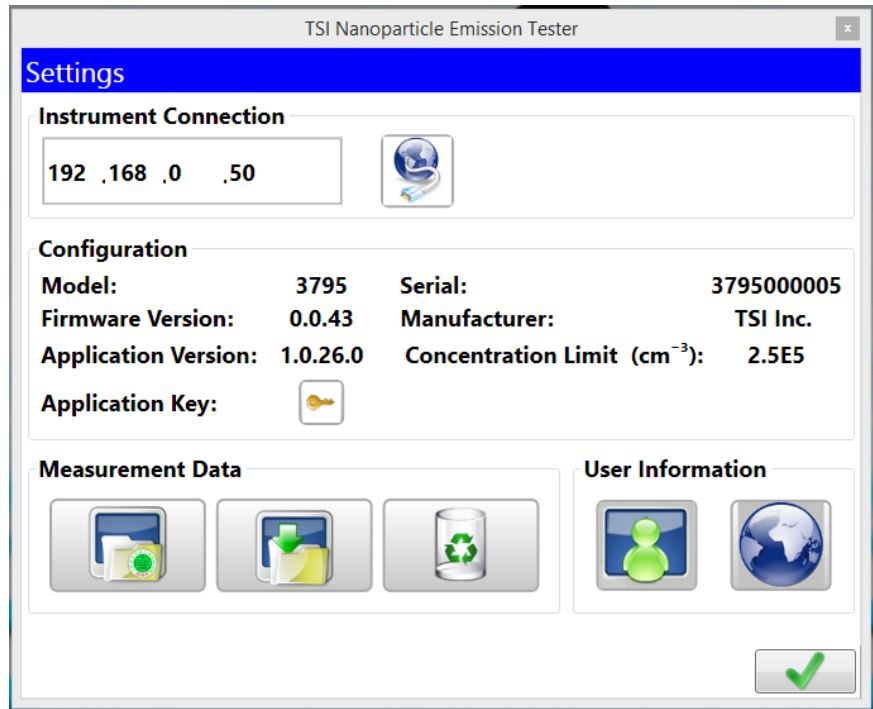 TSI Nanoparticle Emission Tester
x
Settings
Instrument Connection
192 .168 .0 .50
Configuration
Model: 3795 Serial: 3795000005
Firmware Version: 0.0.43 Manufacturer: TSI Inc.
Application Version: 1.0.26.0 Concentration Limit (cm⁻³): 2.5E5
Application Key:
Measurement Data User Information